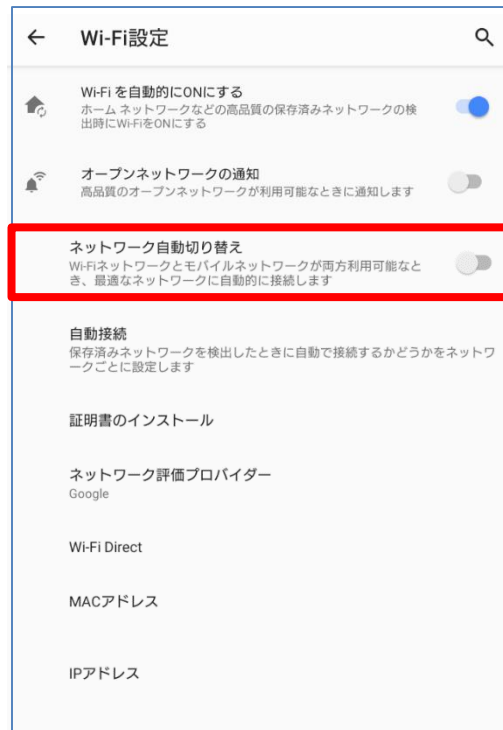 Wi-Fi設定
Wi-Fi を自動的にONにする
ホーム ネットワークなどの高品質の保存済みネットワークの検
出時にWi-FiをONにする
オープンネットワークの通知
高品質のオープンネットワークが利用可能なときに通知します
ネットワーク自動切り替え
Wi-Fiネットワークとモバイルネットワークが両方利用可能なと
き、最適なネットワークに自動的に接続します
自動接続
保存済みネットワークを検出したときに自動で接続するかどうかをネットワ
ークごとに設定します
証明書のインストール
ネットワーク評価プロバイダー
Google
Wi-Fi Direct
MACアドレス
IPアドレス